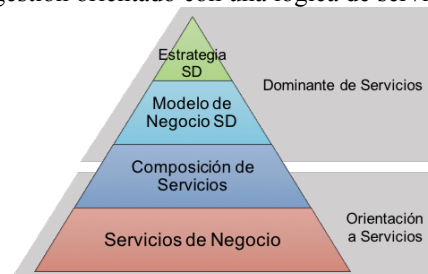 gestión orientado con una lógica de servi
Estrategia
SD
Dominante de Servicios
Modelo de
Negocio SD
Composición de
Servicios
Orientación
a Servicios
Servicios de Negocio